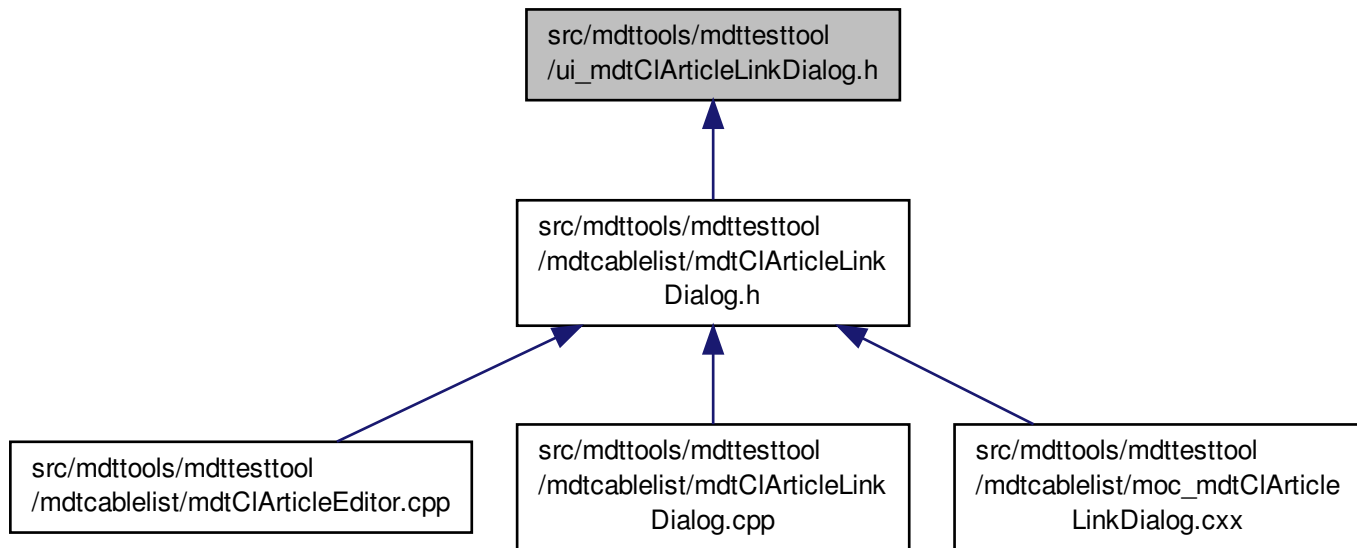 src/mdttools/mdttesttool
/ui_mdtClArticleLinkDialog.h
src/mdttools/mdttesttool
/mdtcablelist/mdtClArticleLink
Dialog.h
src/mdttools/mdttesttool
/mdtcablelist/mdtClArticleEditor.cpp
src/mdttools/mdttesttool
/mdtcablelist/mdtClArticleLink
Dialog.cpp
src/mdttools/mdttesttool
/mdtcablelist/moc_mdtClArticle
LinkDialog.cxx